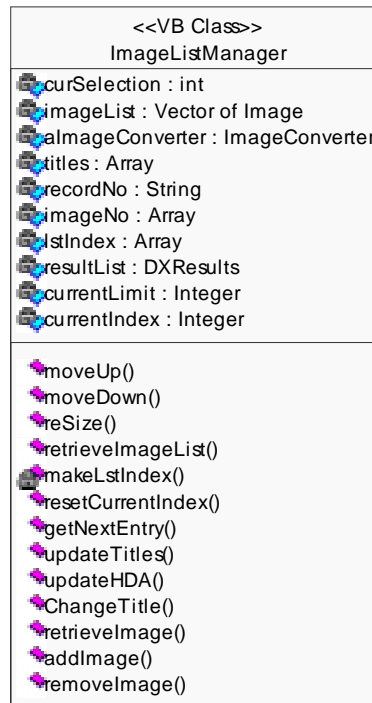 <<VB Class>>
ImageListManager
curSelection : int
imageList : Vector of Image
aImageConverter : ImageConverter
titles : Array
recordNo : String
imageNo : Array
lstIndex : Array
resultList : DXResults
currentLimit : Integer
currentIndex : Integer
moveUp()
moveDown()
reSize()
retrieveImageList()
makeLstIndex()
resetCurrentIndex()
getNextEntry()
updateTitles()
updateHDA()
ChangeTitle()
retrieveImage()
addImage()
removeImage()